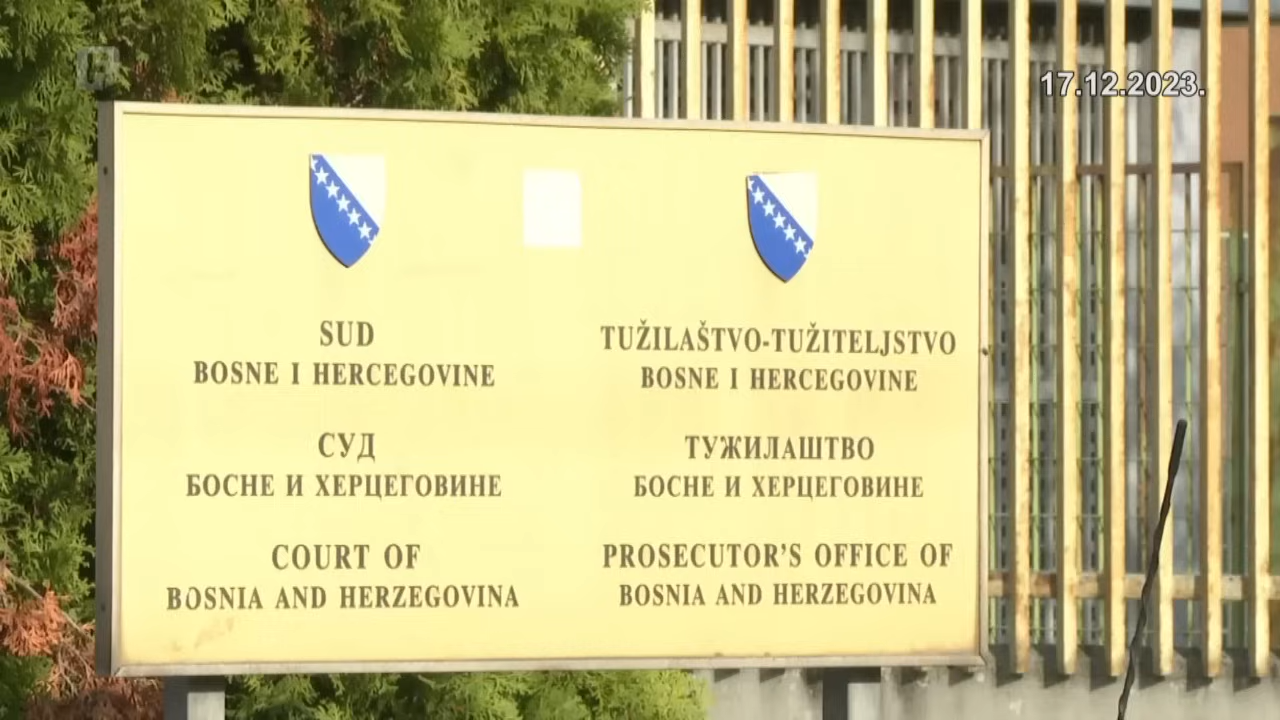 17.12.2023.
SUD
BOSNE I HERCEGOVINE
СУД
БОСНЕ И ХЕРЦЕГОВИНЕ
COURT OF
BOSNIA AND HERZEGOVINA
TUŽILAŠTVO-TUŽITELJSTVO
BOSNE I HERCEGOVINE
ТУЖИЛАШТВО
БОСНЕ И ХЕРЦЕГОВИНЕ
PROSECUTOR'S OFFICE OF
BOSNIA AND HERZEGOVINA